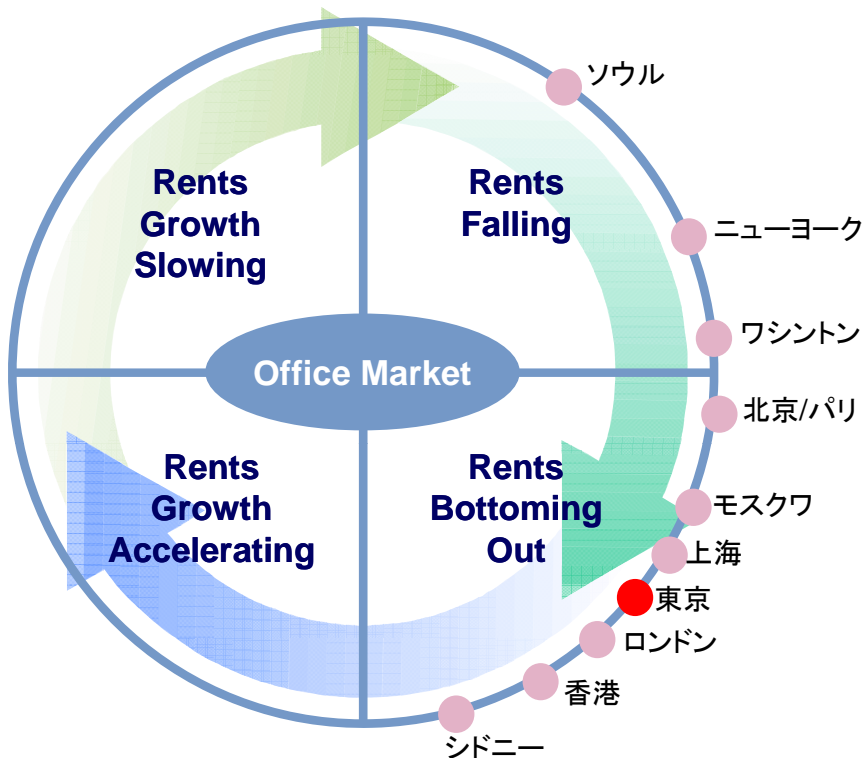 ソウル
Rents
Growth
Slowing
Rents
Falling
ニューヨーク
ワシントン
Office Market
北京/パリ
Rents
Growth
Accelerating
Rents
Bottoming
Out
モスクワ
上海
東京
ロンドン
香港
シドニー